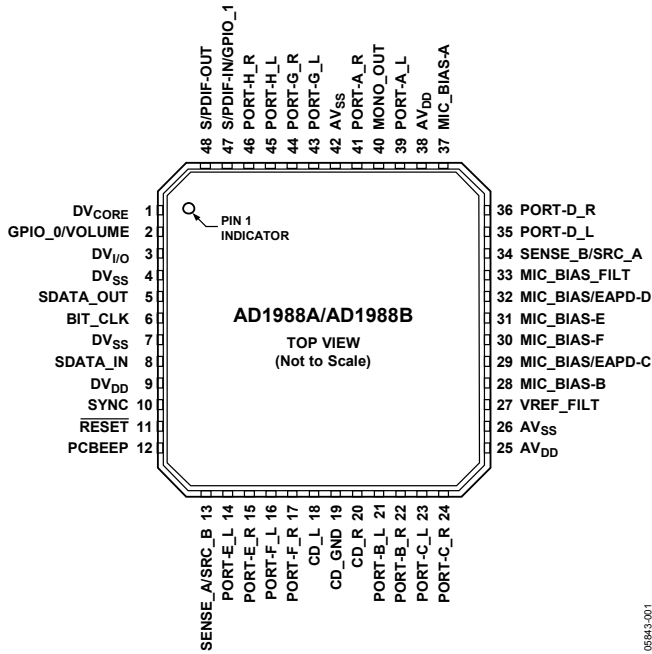 48 S/PDIF-OUT
47 S/PDIF-IN/GPIO_1
46 PORT-H_R
45 PORT-H_L
44 PORT-G_R
43 PORT-G_L
42 AVSS
41 PORT-A_R
40 MONO_OUT
39 PORT-A_L
38 AVDD
37 MIC_BIAS-A
DVCORE 1
GPIO_0/VOLUME 2
DVI/O 3
DVSS 4
SDATA_OUT 5
BIT_CLK 6
DVSS 7
SDATA_IN 8
DVDD 9
SYNC 10
RESET 11
PCBEEP 12
PIN 1
INDICATOR
AD1988A/AD1988B
TOP VIEW
(Not to Scale)
36 PORT-D_R
35 PORT-D_L
34 SENSE_B/SRC_A
33 MIC_BIAS_FILT
32 MIC_BIAS/EAPD-D
31 MIC_BIAS-E
30 MIC_BIAS-F
29 MIC_BIAS/EAPD-C
28 MIC_BIAS-B
27 VREF_FILT
26 AVSS
25 AVDD
SENSE_A/SRC_B 13
PORT-E_L 14
PORT-E_R 15
PORT-F_L 16
PORT-F_R 17
CD_L 18
CD_GND 19
CD_R 20
PORT-B_L 21
PORT-B_R 22
PORT-C_L 23
PORT-C_R 24
05843-001